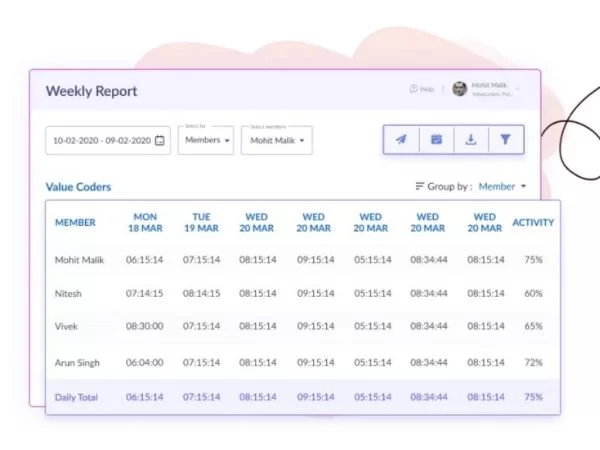 Weekly Report
Help
Mohit Malik
10-02-2020 - 09-02-2020
Select by
Members
Select members
Mohit Malik
Value Coders
Group by : Member
MEMBER MON 18 MAR TUE 19 MAR WED 20 MAR WED 20 MAR WED 20 MAR WED 20 MAR WED 20 MAR ACTIVITY
Mohit Malik 06:15:14 07:15:14 08:15:14 09:15:14 05:15:14 08:34:44 08:15:14 75%
Nitesh 07:14:15 08:14:15 08:15:14 09:15:14 05:15:14 08:34:44 08:15:14 60%
Vivek 08:30:00 07:15:14 08:15:14 09:15:14 05:15:14 08:34:44 08:15:14 65%
Arun Singh 06:04:00 07:15:14 08:15:14 09:15:14 05:15:14 08:34:44 08:15:14 72%
Daily Total 06:15:14 07:15:14 08:15:14 09:15:14 05:15:14 08:34:44 08:15:14 75%